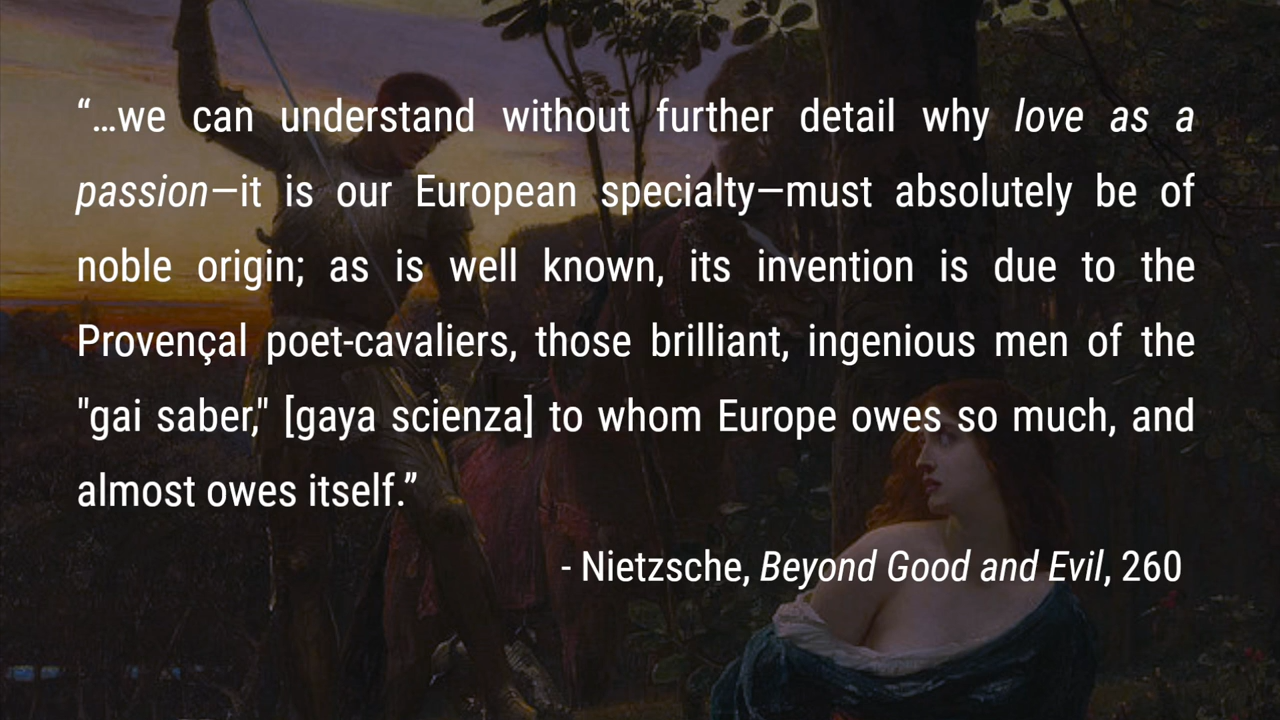 “…we can understand without further detail why love as a
passion—it is our European specialty—must absolutely be of
noble origin; as is well known, its invention is due to the
Provençal poet-cavaliers, those brilliant, ingenious men of the
"gai saber," [gaya scienza] to whom Europe owes so much, and
almost owes itself.”
- Nietzsche, Beyond Good and Evil, 260